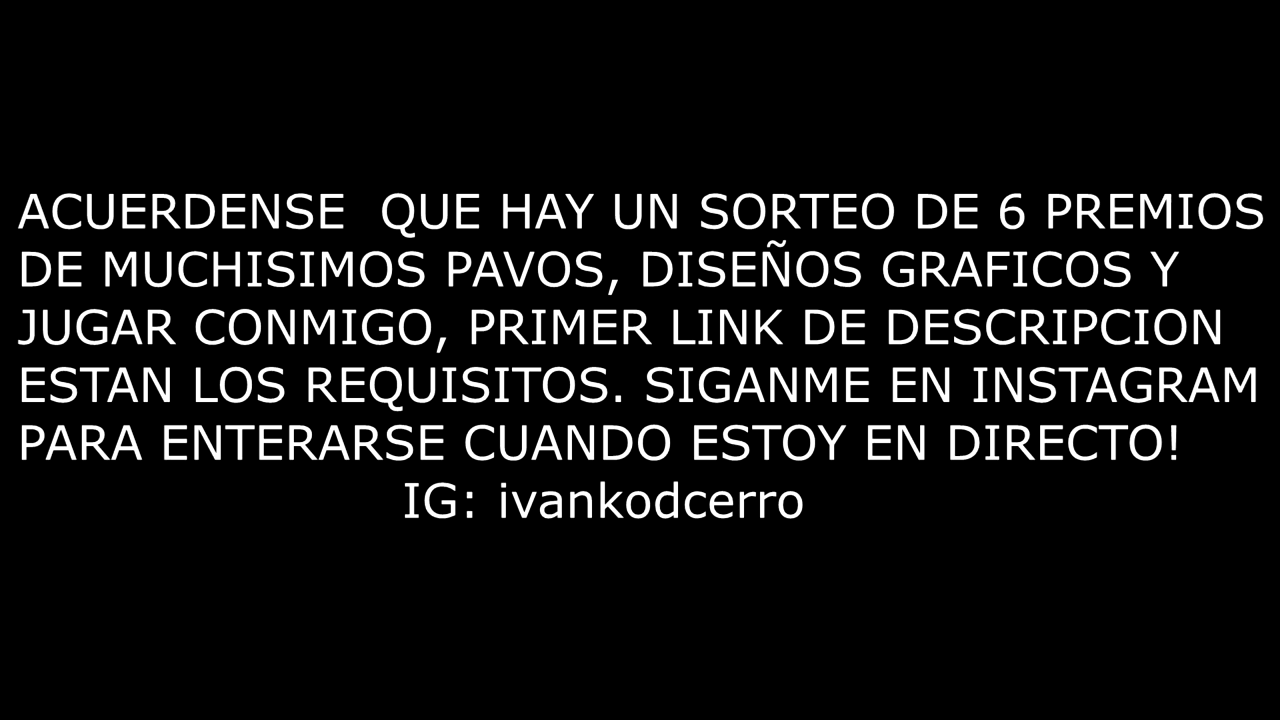 ACUERDENSE  QUE HAY UN SORTEO DE 6 PREMIOS
DE MUCHISIMOS PAVOS, DISEÑOS GRAFICOS Y
JUGAR CONMIGO, PRIMER LINK DE DESCRIPCION
ESTAN LOS REQUISITOS. SIGANME EN INSTAGRAM
PARA ENTERARSE CUANDO ESTOY EN DIRECTO!
IG: ivankodcerro